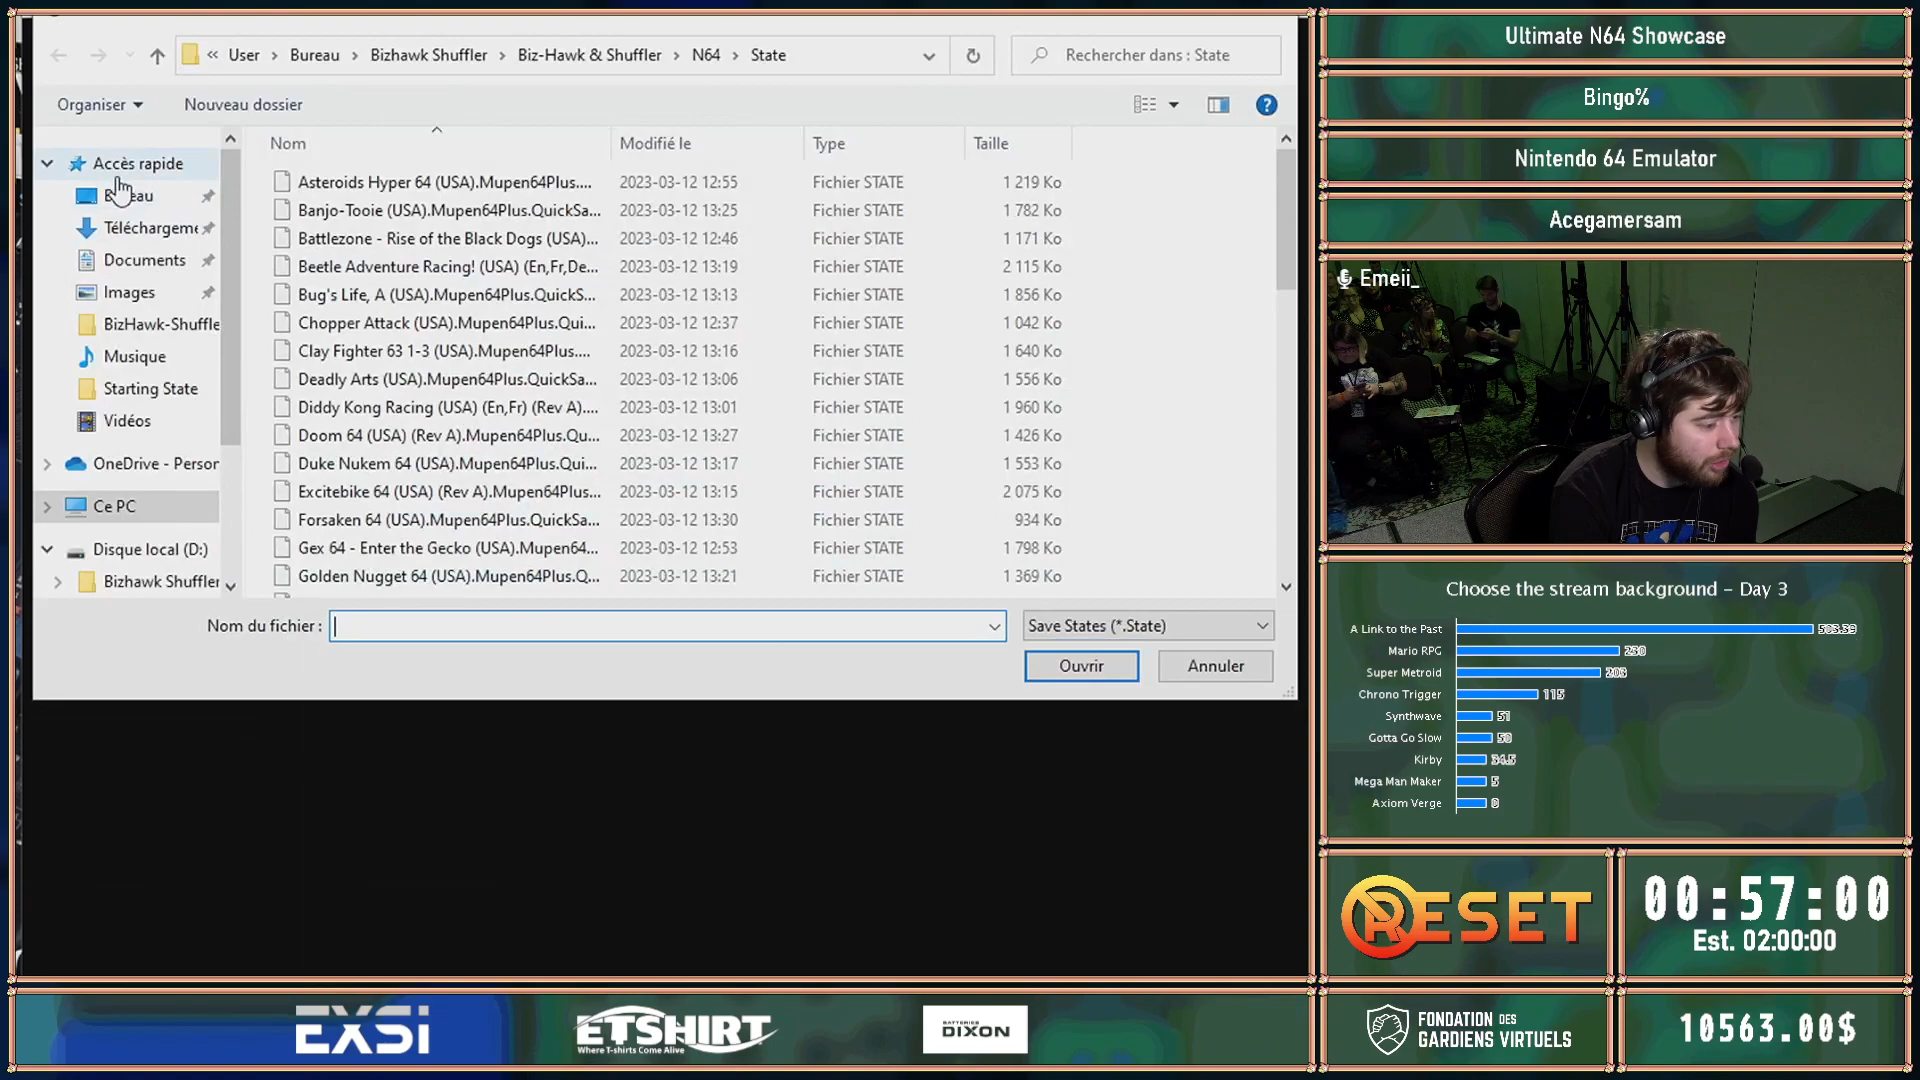 « User > Bureau > Bizhawk Shuffler > Biz-Hawk & Shuffler > N64 > State
Rechercher dans : State
Organiser
Nouveau dossier
Nom
Modifié le
Type
Taille
Accès rapide
Téléchargeme
Documents
Images
BizHawk-Shuffle
Musique
Starting State
Vidéos
OneDrive - Person
Ce PC
Disque local (D:)
Bizhawk Shuffler
Asteroids Hyper 64 (USA).Mupen64Plus.... 2023-03-12 12:55 Fichier STATE 1 219 Ko
Banjo-Tooie (USA).Mupen64Plus.QuickSa... 2023-03-12 13:25 Fichier STATE 1 782 Ko
Battlezone - Rise of the Black Dogs (USA)... 2023-03-12 12:46 Fichier STATE 1 171 Ko
Beetle Adventure Racing! (USA) (En,Fr,De... 2023-03-12 13:19 Fichier STATE 2 115 Ko
Bug's Life, A (USA).Mupen64Plus.QuickS... 2023-03-12 13:13 Fichier STATE 1 856 Ko
Chopper Attack (USA).Mupen64Plus.Qui... 2023-03-12 12:37 Fichier STATE 1 042 Ko
Clay Fighter 63 1-3 (USA).Mupen64Plus.... 2023-03-12 13:16 Fichier STATE 1 640 Ko
Deadly Arts (USA).Mupen64Plus.QuickSa... 2023-03-12 13:06 Fichier STATE 1 556 Ko
Diddy Kong Racing (USA) (En,Fr) (Rev A).... 2023-03-12 13:01 Fichier STATE 1 960 Ko
Doom 64 (USA) (Rev A).Mupen64Plus.Qu... 2023-03-12 13:27 Fichier STATE 1 426 Ko
Duke Nukem 64 (USA).Mupen64Plus.Qui... 2023-03-12 13:17 Fichier STATE 1 553 Ko
Excitebike 64 (USA) (Rev A).Mupen64Plus... 2023-03-12 13:15 Fichier STATE 2 075 Ko
Forsaken 64 (USA).Mupen64Plus.QuickSa... 2023-03-12 13:30 Fichier STATE 934 Ko
Gex 64 - Enter the Gecko (USA).Mupen64... 2023-03-12 12:53 Fichier STATE 1 798 Ko
Golden Nugget 64 (USA).Mupen64Plus.Q... 2023-03-12 13:21 Fichier STATE 1 369 Ko
Nom du fichier :
Save States (*.State)
Ouvrir
Annuler
Ultimate N64 Showcase
Bingo%
Nintendo 64 Emulator
Acegamersam
Emeii_
Choose the stream background - Day 3
A Link to the Past 503.39
Mario RPG 230
Super Metroid 203
Chrono Trigger 115
Synthwave 51
Gotta Go Slow 50
Kirby 34.5
Mega Man Maker 5
Axiom Verge 0
RESET
00:57:00
Est. 02:00:00
EXSi
ETSHIRT
Where T-shirts Come Alive
BATTERIES
DIXON
FONDATION DES
GARDIENS VIRTUELS
10563.00$